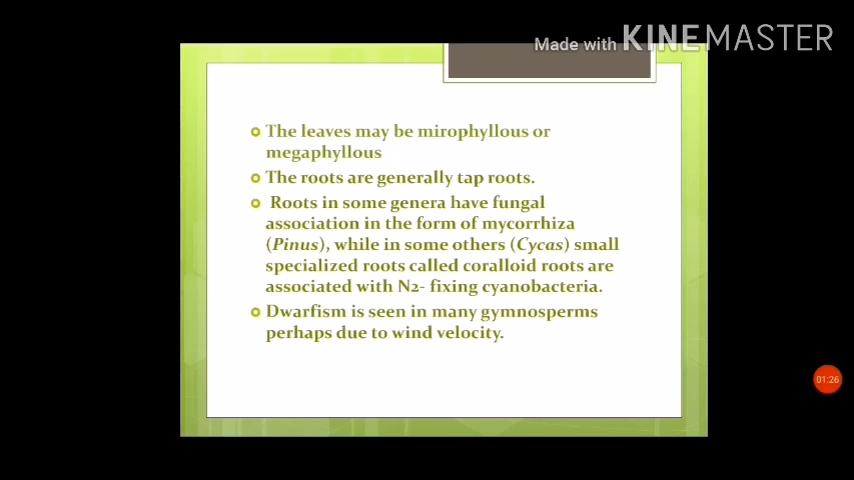 Made with KINEMASTER
The leaves may be mirophyllous or
megaphyllous
The roots are generally tap roots.
Roots in some genera have fungal
association in the form of mycorrhiza
(Pinus), while in some others (Cycas) small
specialized roots called coralloid roots are
associated with N2- fixing cyanobacteria.
Dwarfism is seen in many gymnosperms
perhaps due to wind velocity.
01:26